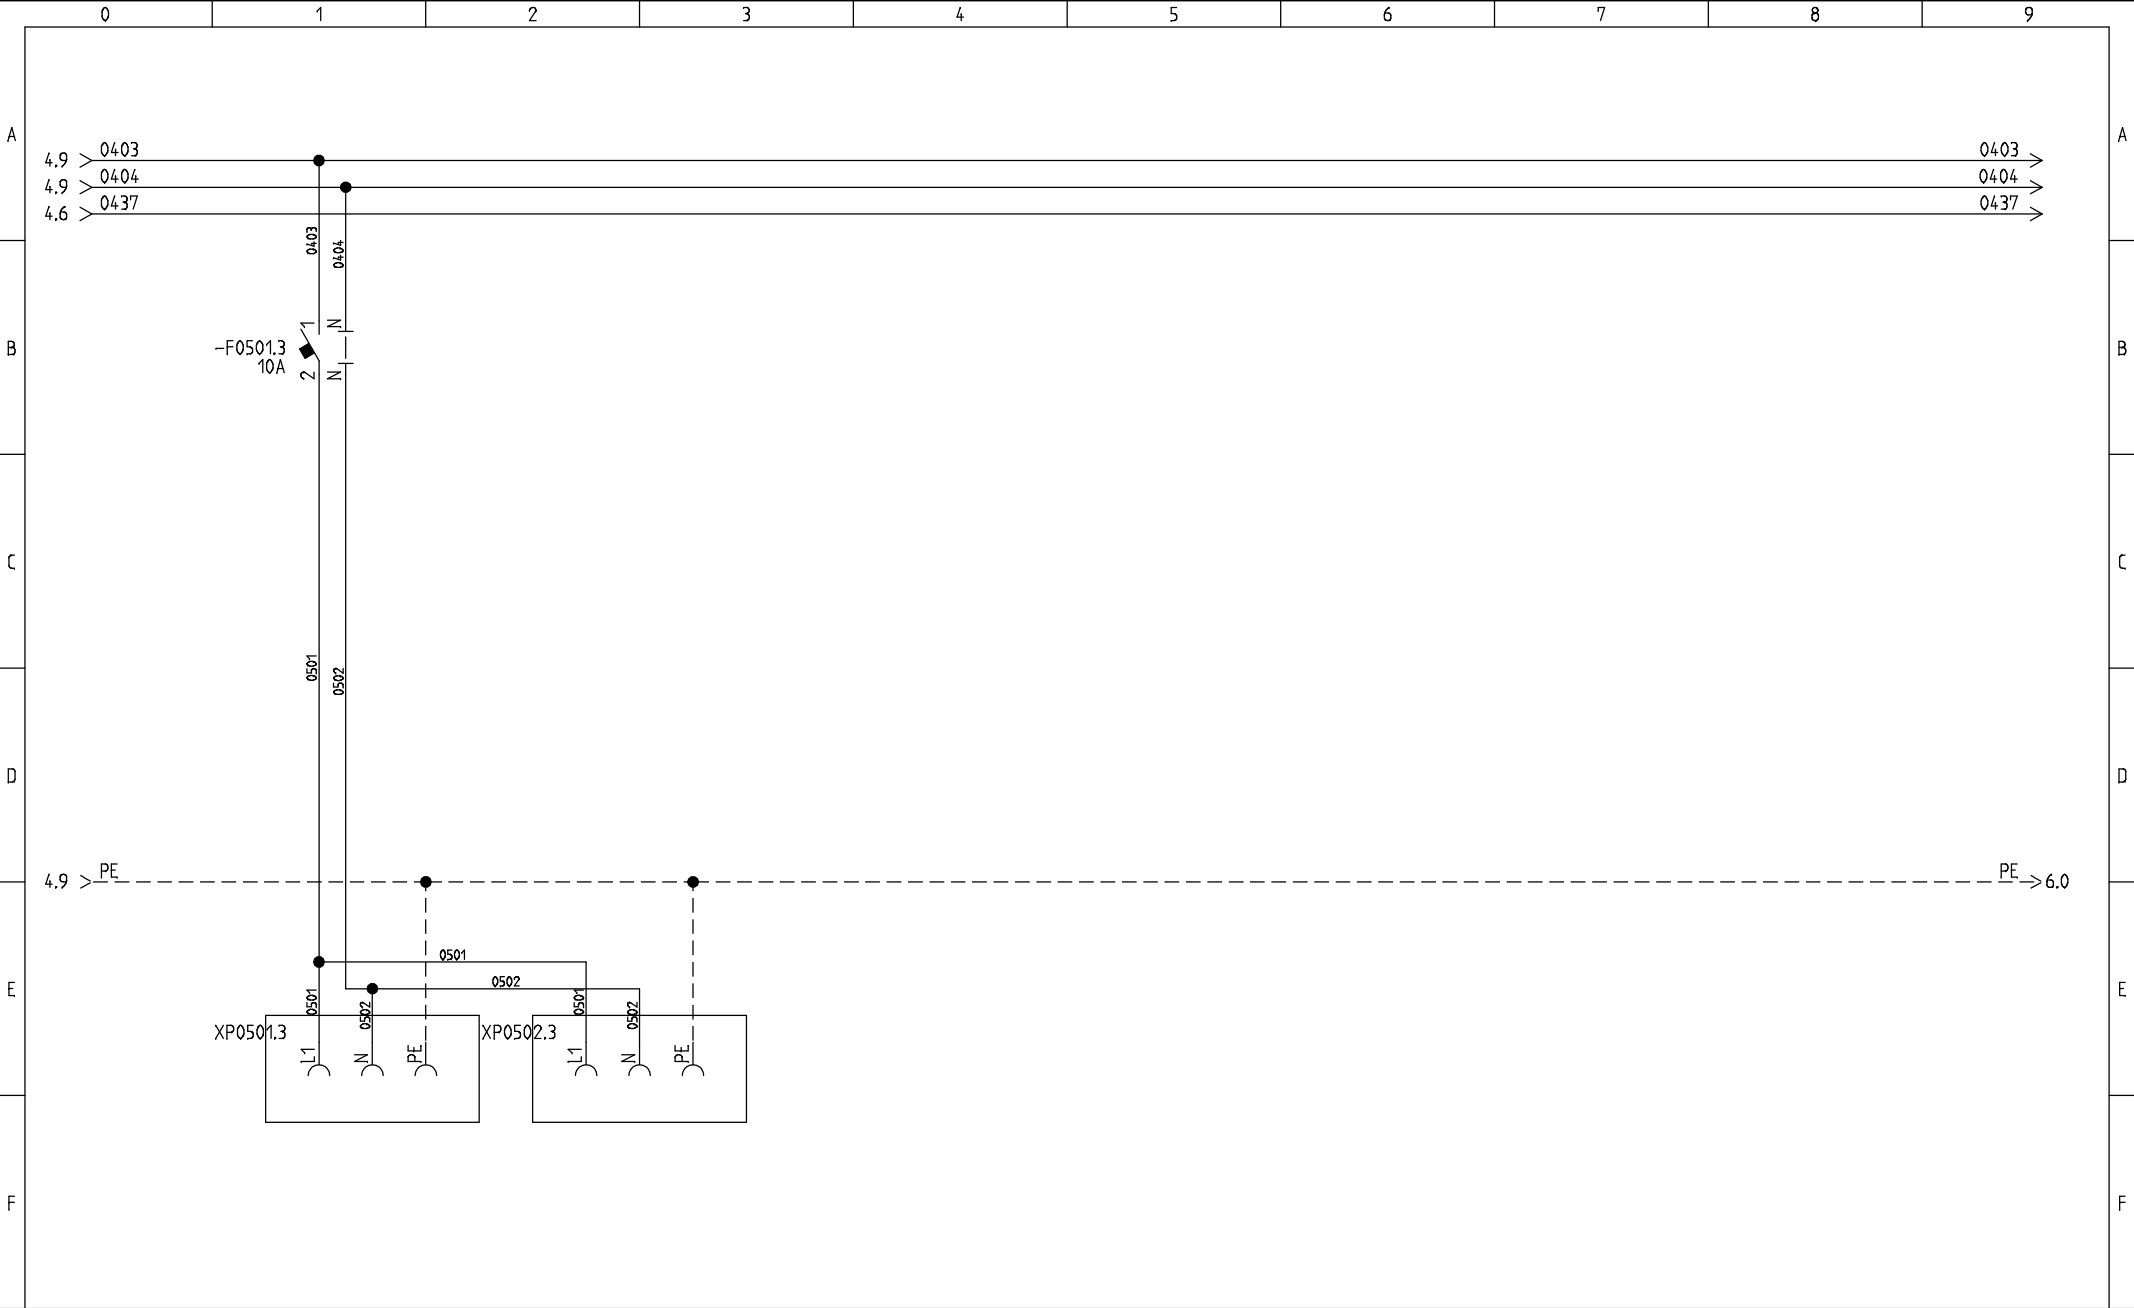 0 1 2 3 4 5 6 7 8 9
A A
4.9 0403 0403
4.9 0404 0404
4.6 0437 0437
0403 0404
1 N
B -F0501.3 B
10A
2 N
C C
0501 0502
D D
4.9 PE PE 6.0
0501
E 0502 E
0501 0502 0501 0502
XP0501.3 XP0502.3
L1 N PE L1 N PE
F F